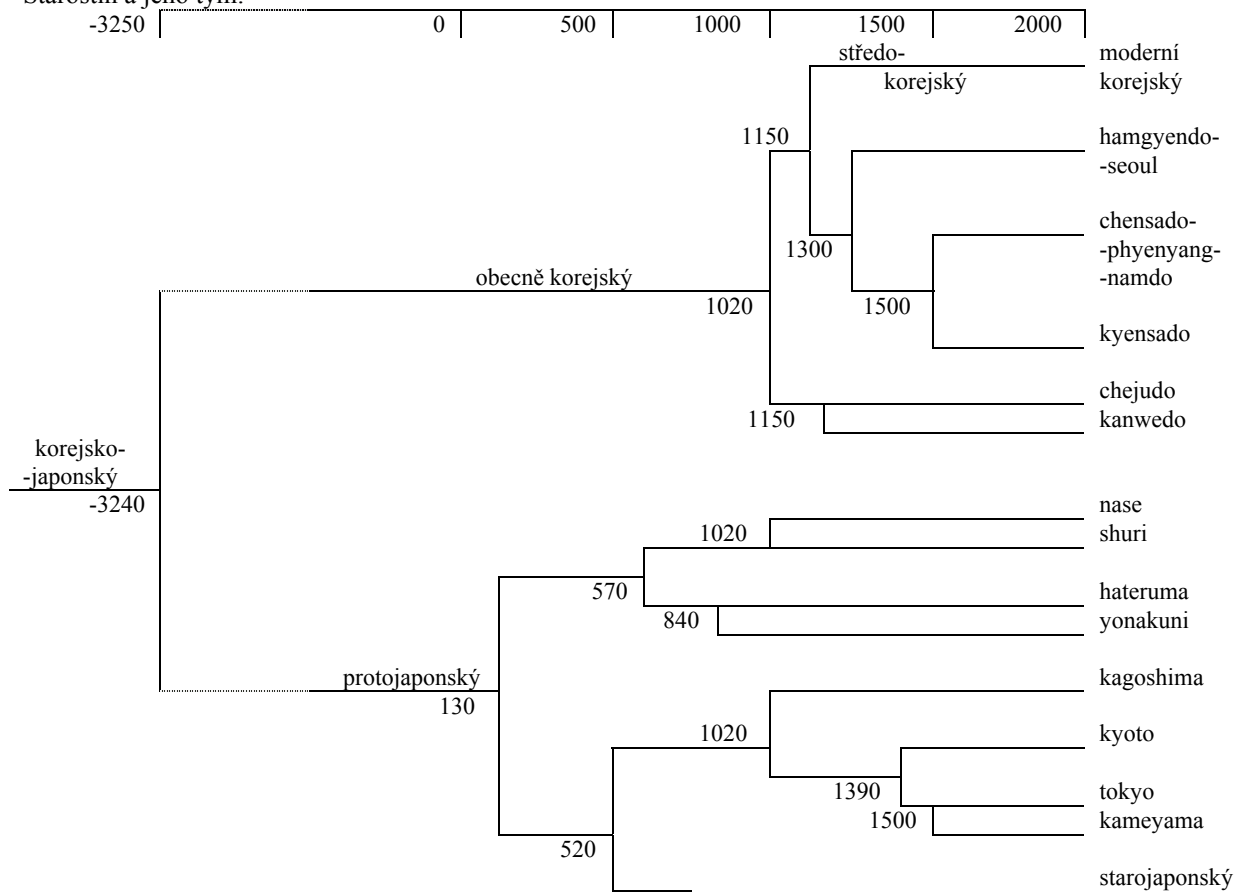 Starostin a jeho tým:
-3250 0 500 1000 1500 2000
středo- moderní
korejský korejský
1150 hamgyendo-
-seoul
chensado-
1300 -phyenyang-
obecně korejský -namdo
1020 1500
kyensado
chejudo
1150 kanwedo
korejsko-
-japonský
-3240 nase
1020 shuri
570 hateruma
840 yonakuni
protojaponský kagoshima
130
1020 kyoto
1390 tokyo
1500 kameyama
520
starojaponský